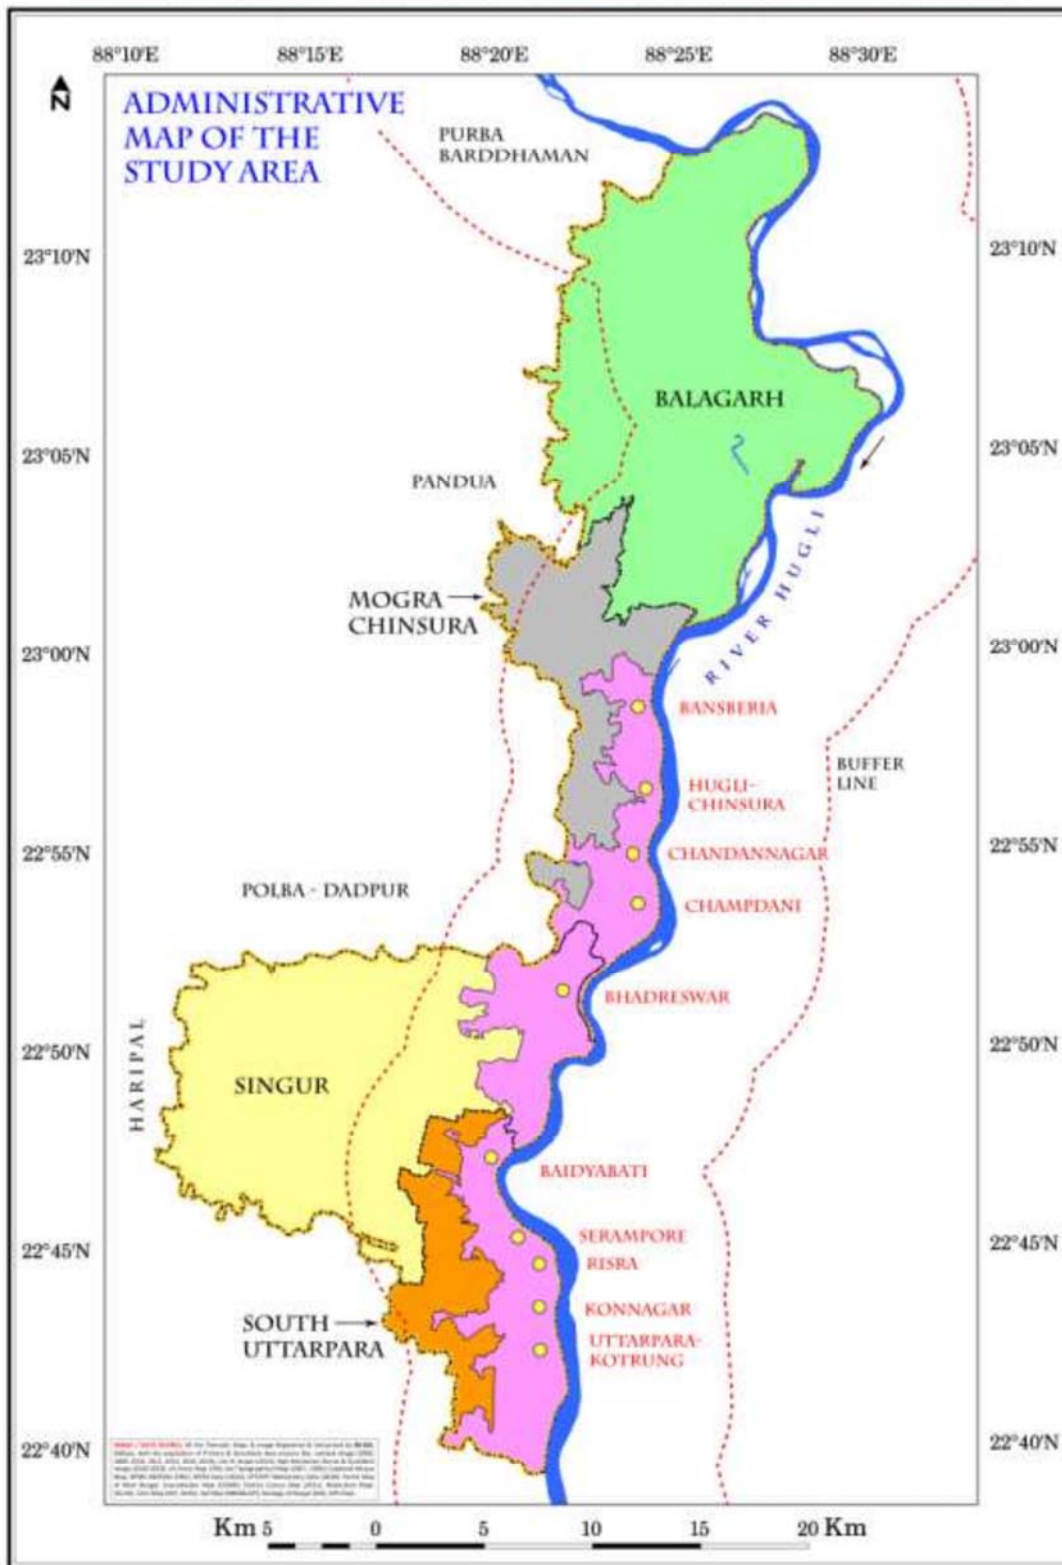 88°10'E 88°15'E 88°20'E 88°25'E 88°30'E
N
ADMINISTRATIVE
MAP OF THE
STUDY AREA
PURBA
BARDDHAMAN
23°10'N 23°10'N
BALAGARH
23°05'N 23°05'N
PANDUA
RIVER HUGLI
MOGRA
CHINSURA
23°00'N 23°00'N
BANSBERIA
BUFFER
LINE
HUGLI-
CHINSURA
22°55'N 22°55'N
CHANDANNAGAR
POLBA - DADPUR
CHAMPDANI
BHADRESWAR
22°50'N 22°50'N
HARIPAL
SINGUR
BAIDYABATI
22°45'N 22°45'N
SERAMPORE
RISRA
KONNAGAR
SOUTH
UTTARPARA
UTTARPARA-
KOTRUNG
22°40'N 22°40'N
Km 5 0 5 10 15 20 Km